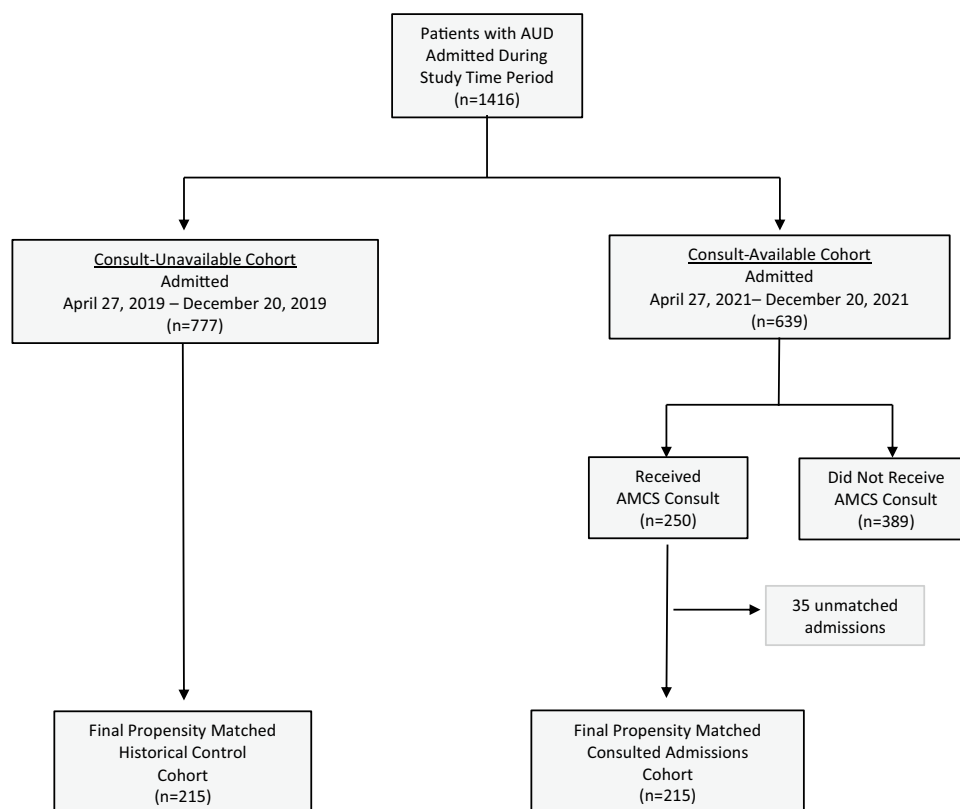 Patients with AUD
Admitted During
Study Time Period
(n=1416)
Consult-Unavailable Cohort
Admitted
April 27, 2019 – December 20, 2019
(n=777)
Consult-Available Cohort
Admitted
April 27, 2021– December 20, 2021
(n=639)
Received
AMCS Consult
(n=250)
Did Not Receive
AMCS Consult
(n=389)
35 unmatched
admissions
Final Propensity Matched
Historical Control
Cohort
(n=215)
Final Propensity Matched
Consulted Admissions
Cohort
(n=215)